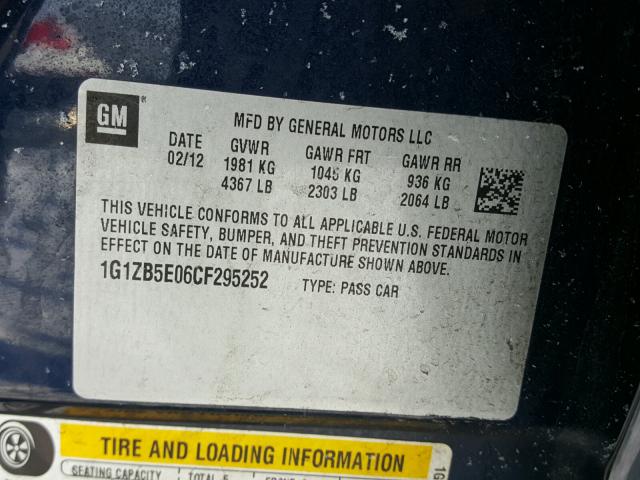 GM
MFD BY GENERAL MOTORS LLC
DATE GVWR GAWR FRT GAWR RR
02/12 1981 KG 1045 KG 936 KG
4367 LB 2303 LB 2064 LB
THIS VEHICLE CONFORMS TO ALL APPLICABLE U.S. FEDERAL MOTOR
VEHICLE SAFETY, BUMPER, AND THEFT PREVENTION STANDARDS IN
EFFECT ON THE DATE OF MANUFACTURE SHOWN ABOVE.
1G1ZB5E06CF295252 TYPE: PASS CAR
TIRE AND LOADING INFORMATION
SEATING CAPACITY TOTAL 5